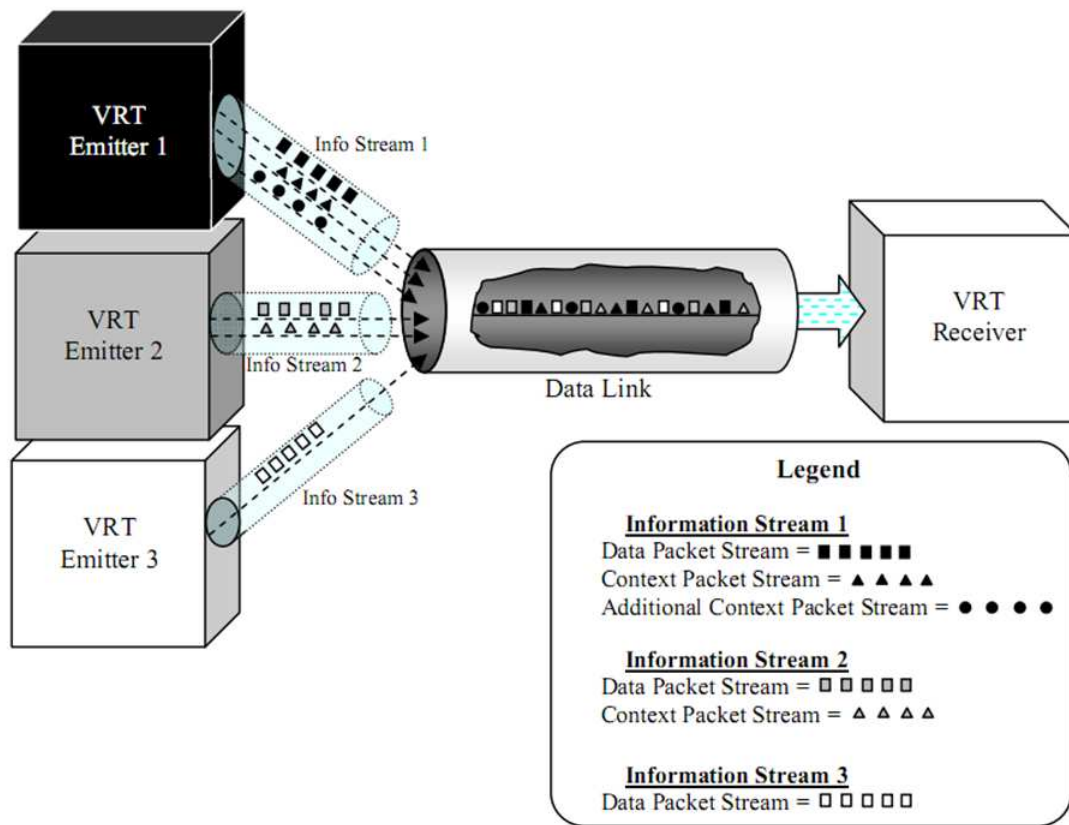 VRT
Emitter 1
Info Stream 1
VRT
Emitter 2
Info Stream 2
VRT
Emitter 3
Info Stream 3
Data Link
VRT
Receiver
Legend
Information Stream 1
Data Packet Stream =
Context Packet Stream =
Additional Context Packet Stream =
Information Stream 2
Data Packet Stream =
Context Packet Stream =
Information Stream 3
Data Packet Stream =